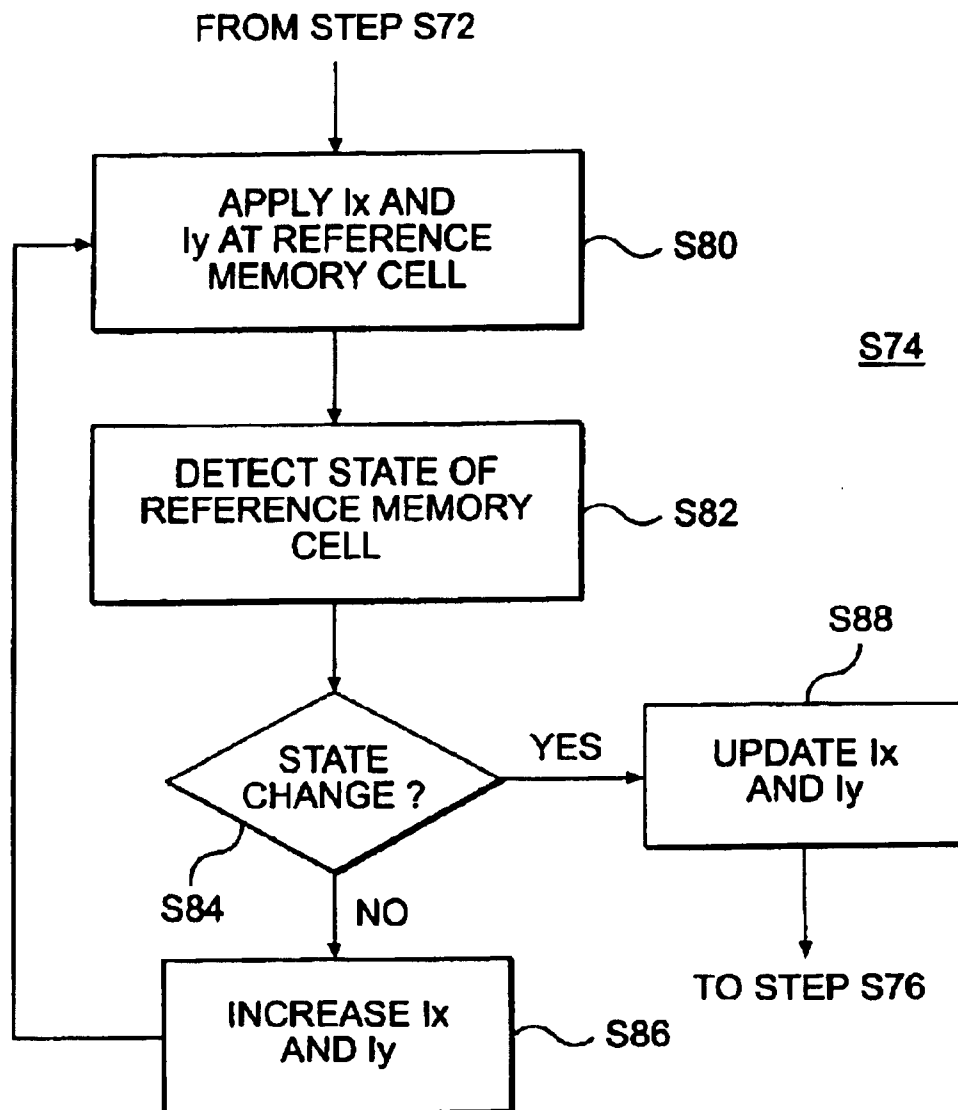 FROM STEP S72
APPLY Ix AND
Iy AT REFERENCE
MEMORY CELL
S80
S74
DETECT STATE OF
REFERENCE MEMORY
CELL
S82
S88
STATE
CHANGE ?
YES
UPDATE Ix
AND Iy
S84
NO
TO STEP S76
INCREASE Ix
AND Iy
S86